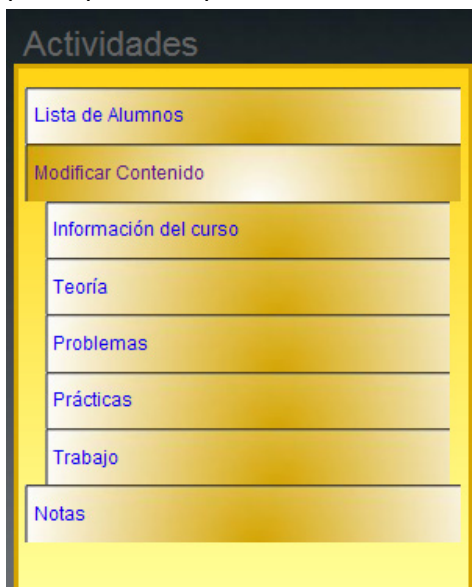 Actividades
Lista de Alumnos
Modificar Contenido
Información del curso
Teoría
Problemas
Prácticas
Trabajo
Notas